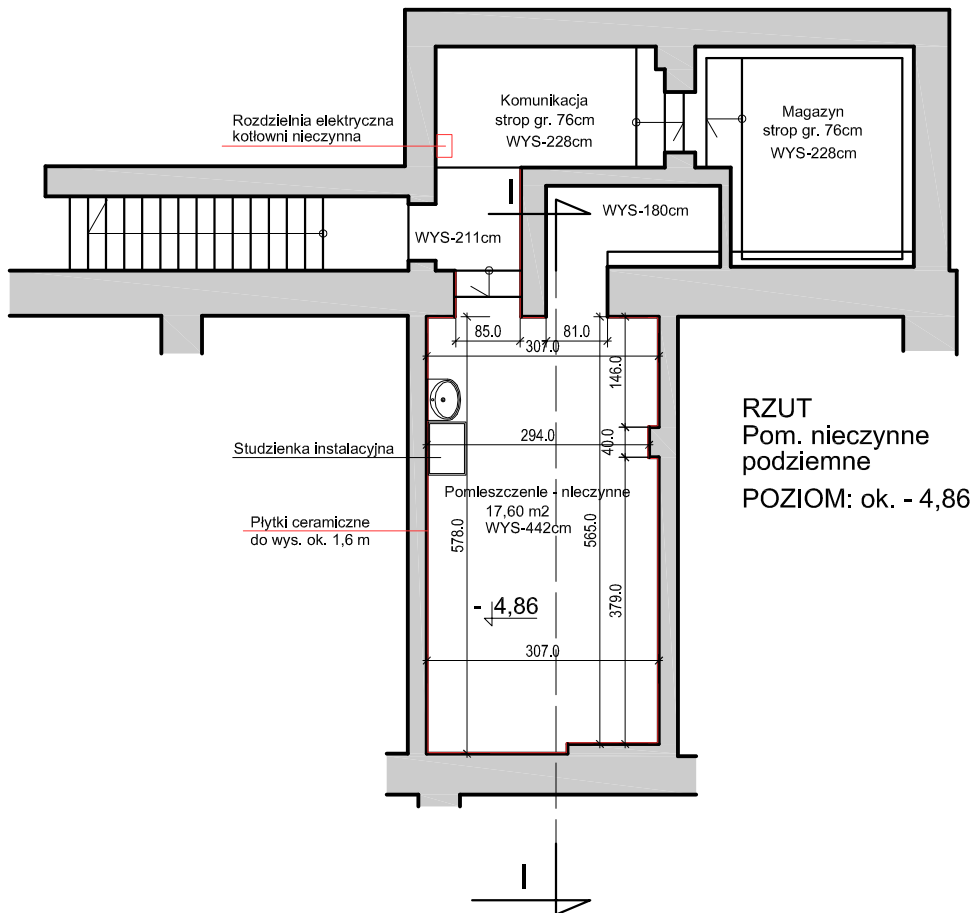 Komunikacja
strop gr. 76cm
WYS-228cm
Magazyn
strop gr. 76cm
WYS-228cm
Rozdzielnia elektryczna
kotłowni nieczynna
I
WYS-180cm
WYS-211cm
85.0
81.0
307.0
146.0
RZUT
Pom. nieczynne
podziemne
POZIOM: ok. - 4,86
294.0
40.0
Studzienka instalacyjna
Pomieszczenie - nieczynne
17,60 m2
WYS-442cm
Płytki ceramiczne
do wys. ok. 1,6 m
578.0
565.0
379.0
- 4,86
307.0
I